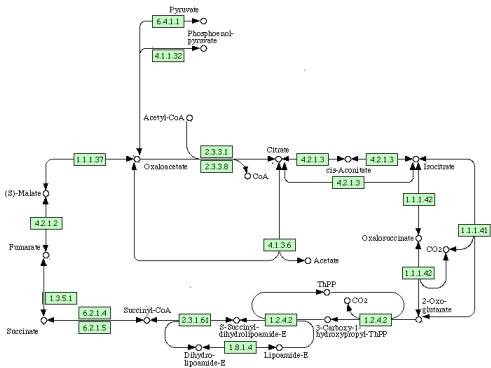 Pyruvate
6.4.1.1
Phosphoenol-
pyruvate
4.1.1.32
Acetyl-CoA
2.3.3.1
Citrate
4.2.1.3
4.2.1.3
1.1.1.37
Oxaloacetate
2.3.3.8
cis-Aconitate
Isocitrate
CoA
4.2.1.3
(S)-Malate
1.1.1.42
4.2.1.2
1.1.1.41
Oxalosuccinate
4.1.3.6
CO2
Fumarate
Acetate
1.1.1.42
ThPP
1.3.5.1
CO2
2-Oxo-
glutarate
6.2.1.4
Succinyl-CoA
2.3.1.61
1.2.4.2
1.2.4.2
Succinate
6.2.1.5
S-Succinyl-
dihydrolipoamide-E
3-Carboxy-1-
hydroxypropyl-ThPP
1.8.1.4
Dihydro-
lipoamide-E
Lipoamide-E